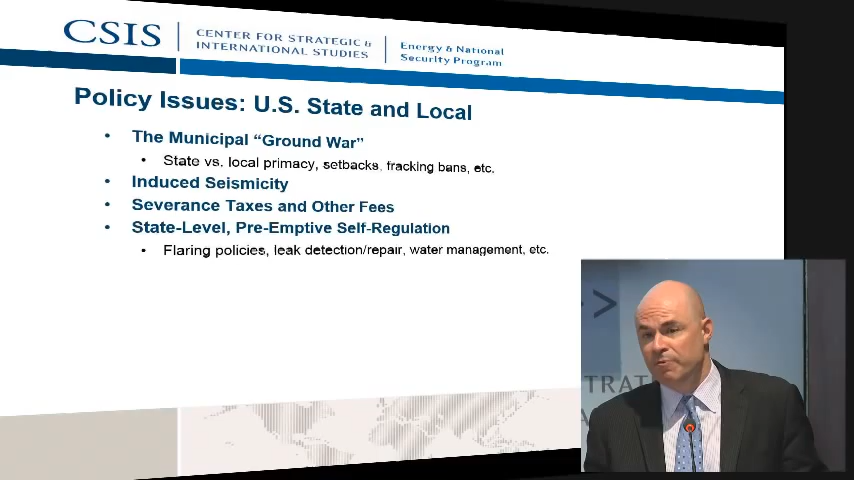 CSIS
CENTER FOR STRATEGIC &
INTERNATIONAL STUDIES
Energy & National
Security Program
Policy Issues: U.S. State and Local
• The Municipal “Ground War”
• State vs. local primacy, setbacks, fracking bans, etc.
• Induced Seismicity
• Severance Taxes and Other Fees
• State-Level, Pre-Emptive Self-Regulation
• Flaring policies, leak detection/repair, water management, etc.
>
TRAT